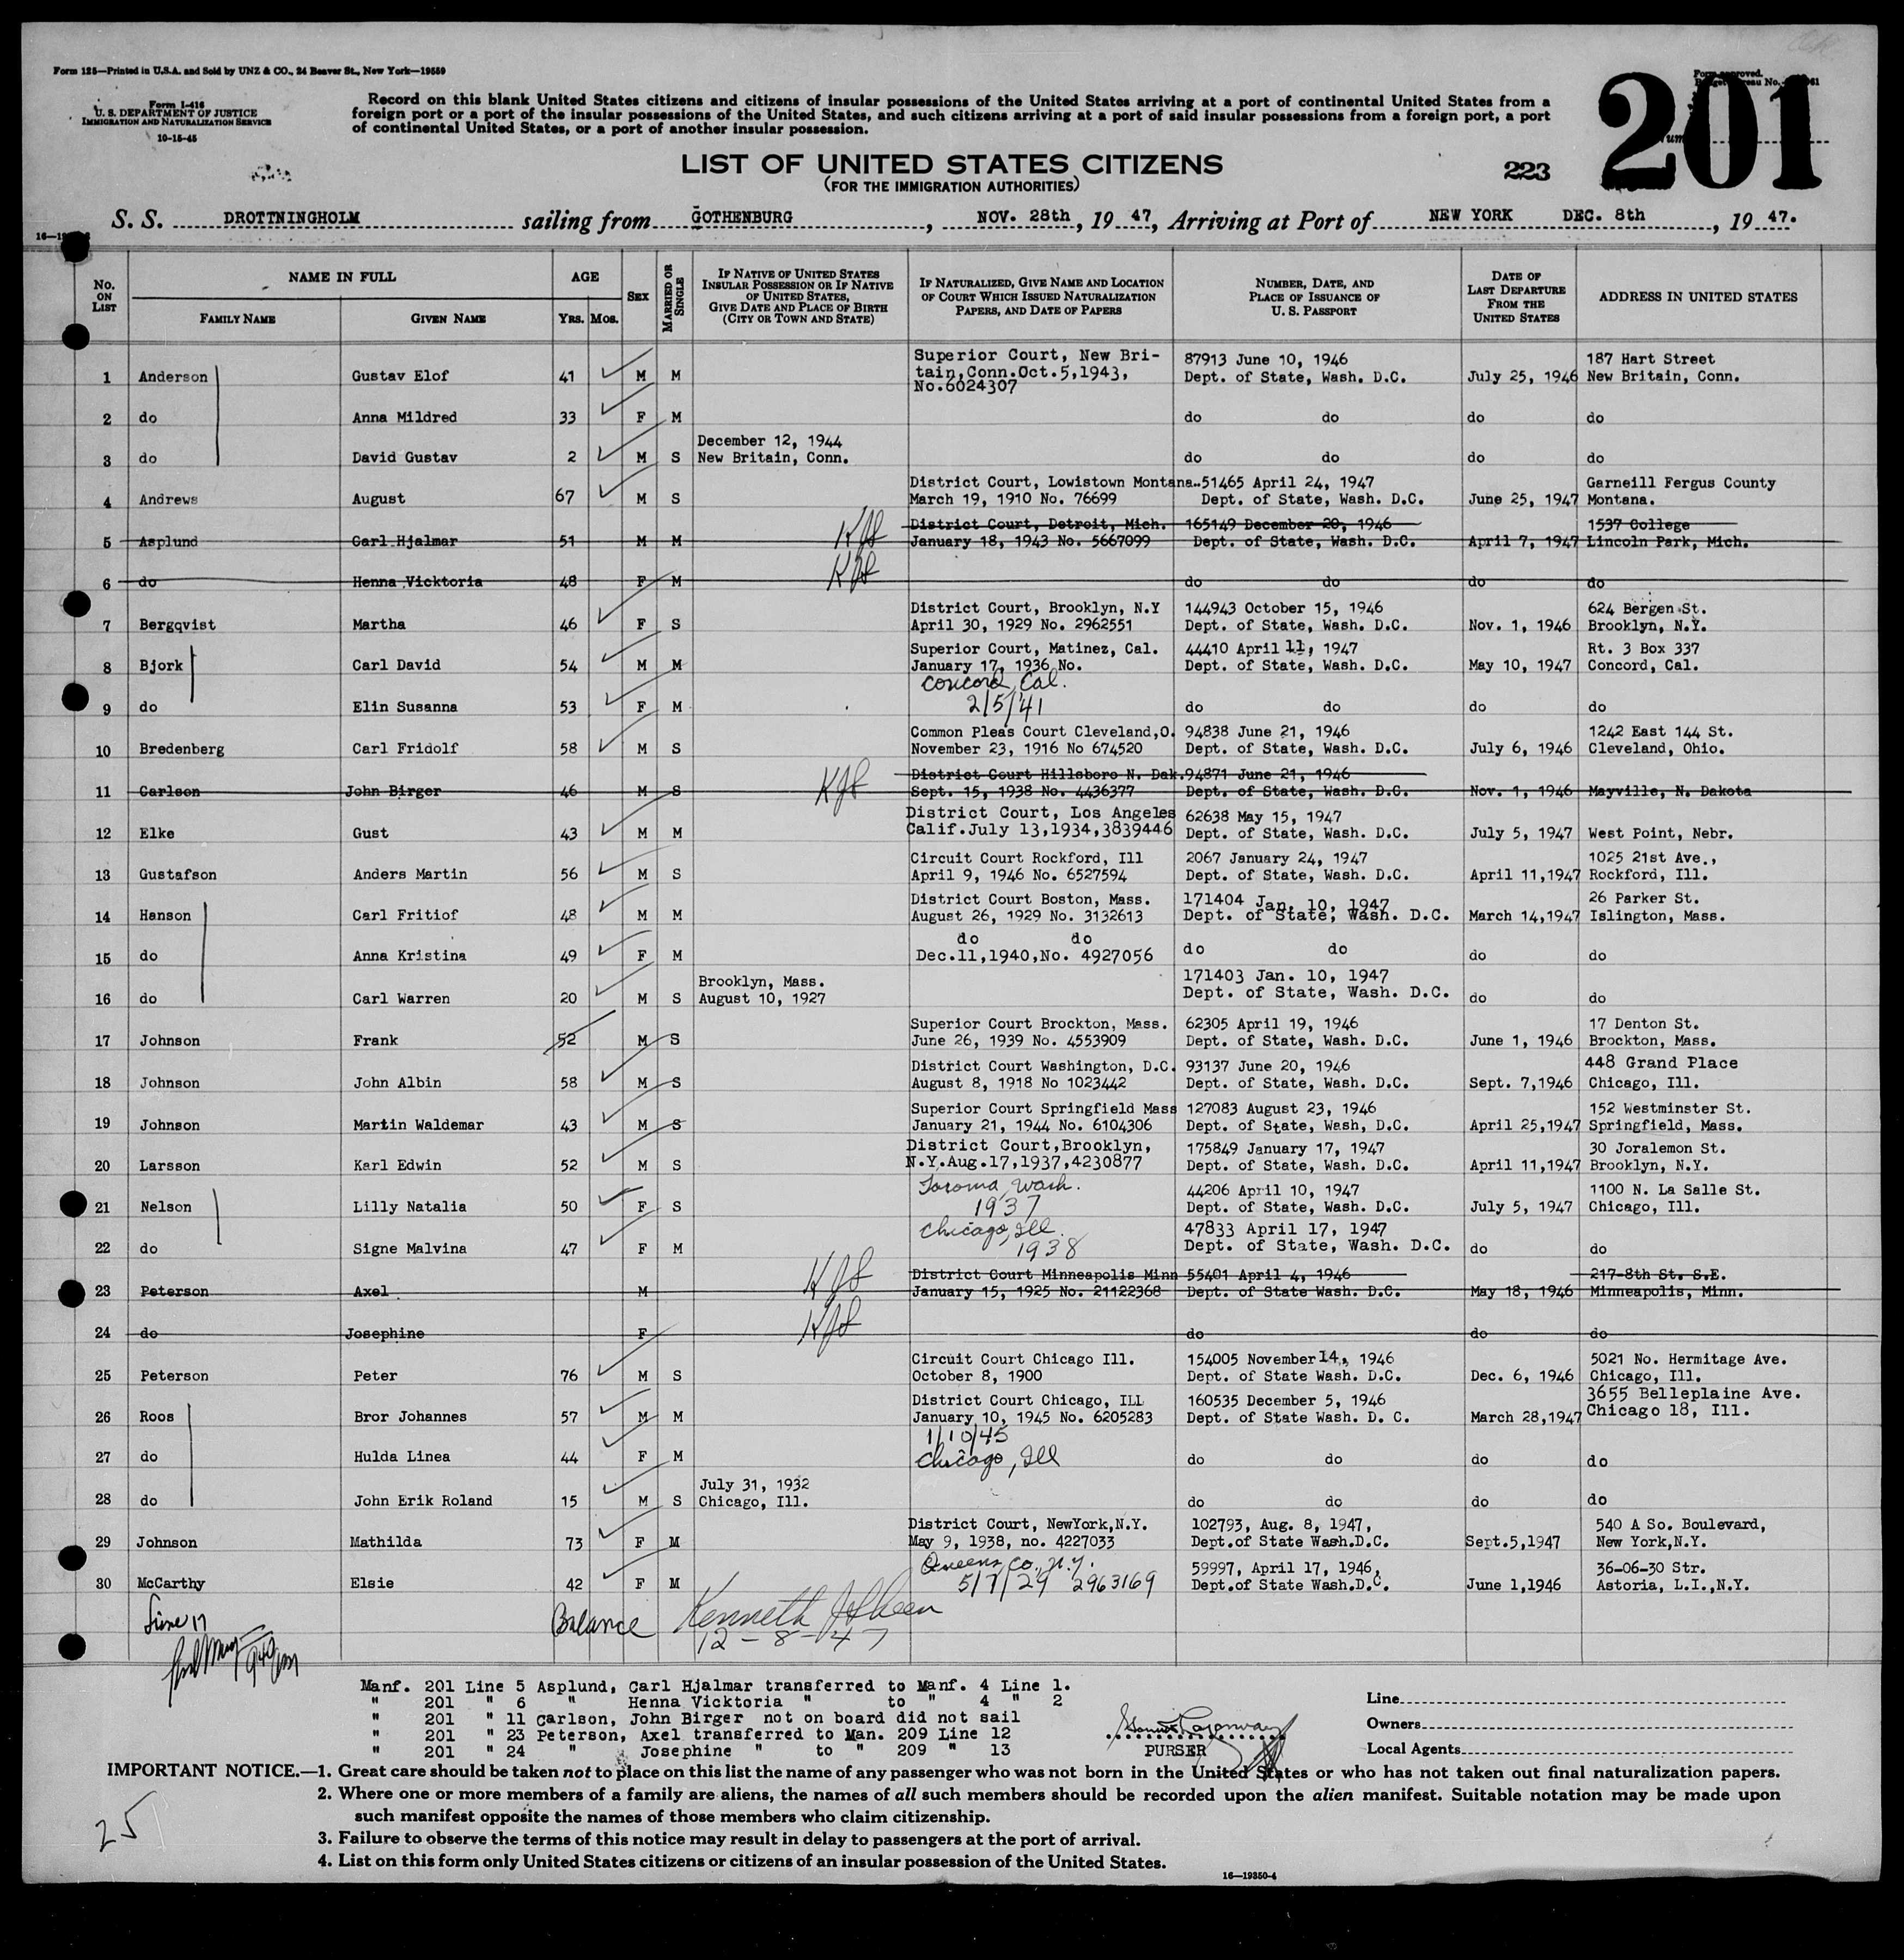 Form 125—Printed in U.S.A. and Sold by UNZ & CO., 24 Beaver St., New York—19559
Form I-416
U. S. DEPARTMENT OF JUSTICE
IMMIGRATION AND NATURALIZATION SERVICE
10-15-45
Record on this blank United States citizens and citizens of insular possessions of the United States arriving at a port of continental United States from a
foreign port or a port of the insular possessions of the United States, and such citizens arriving at a port of said insular possessions from a foreign port, a port
of continental United States, or a port of another insular possession.
Form approved.
201
LIST OF UNITED STATES CITIZENS
(FOR THE IMMIGRATION AUTHORITIES)
223
S. S. DROTTNINGHOLM sailing from GOTHENBURG, NOV. 28th, 19 47, Arriving at Port of NEW YORK DEC. 8th, 19 47.
No. ON LIST NAME IN FULL FAMILY NAME GIVEN NAME AGE YRS. MOS. SEX MARRIED OR SINGLE IF NATIVE OF UNITED STATES INSULAR POSSESSION OR IF NATIVE OF UNITED STATES, GIVE DATE AND PLACE OF BIRTH (CITY OR TOWN AND STATE) IF NATURALIZED, GIVE NAME AND LOCATION OF COURT WHICH ISSUED NATURALIZATION PAPERS, AND DATE OF PAPERS NUMBER, DATE, AND PLACE OF ISSUANCE OF U. S. PASSPORT DATE OF LAST DEPARTURE FROM THE UNITED STATES ADDRESS IN UNITED STATES
Superior Court, New Bri- 87913 June 10, 1946 187 Hart Street
1 Anderson Gustav Elof 41 M M tain,Conn.Oct.5,1943, Dept. of State, Wash. D.C. July 25, 1946 New Britain, Conn.
No.6024307
2 do Anna Mildred 33 F M do do do do
December 12, 1944
3 do David Gustav 2 M S New Britain, Conn. do do do do
District Court, Lowistown Montana. 51465 April 24, 1947 Garneill Fergus County
4 Andrews August 67 M S March 19, 1910 No. 76699 Dept. of State, Wash. D.C. June 25, 1947 Montana.
KJA District Court, Detroit, Mich. 165149 December 20, 1946 1537 College
5 Asplund Carl Hjalmar 51 M M January 18, 1943 No. 5667099 Dept. of State, Wash. D.C. April 7, 1947 Lincoln Park, Mich.
6 do Henna Vicktoria 48 F M KJA do do do do
District Court, Brooklyn, N.Y 144943 October 15, 1946 624 Bergen St.
7 Bergqvist Martha 46 F S April 30, 1929 No. 2962551 Dept. of State, Wash. D.C. Nov. 1, 1946 Brooklyn, N.Y.
Superior Court, Matinez, Cal. 44410 April 11, 1947 Rt. 3 Box 337
8 Bjork Carl David 54 M M January 17, 1936 No. Dept. of State, Wash. D.C. May 10, 1947 Concord, Cal.
Concord, Cal.
9 do Elin Susanna 53 F M 2/5/41 do do do do
Common Pleas Court Cleveland,O. 94838 June 21, 1946 1242 East 144 St.
10 Bredenberg Carl Fridolf 58 M S November 23, 1916 No 674520 Dept. of State, Wash. D.C. July 6, 1946 Cleveland, Ohio.
KJA District Court Hillsboro N. Dak. 94871 June 21, 1946
11 Carlson John Birger 46 M S Sept. 15, 1938 No. 4436377 Dept. of State, Wash. D.C. Nov. 1, 1946 Mayville, N. Dakota
District Court, Los Angeles 62638 May 15, 1947
12 Elke Gust 43 M M Calif.July 13,1934,3839446 Dept. of State, Wash. D.C. July 5, 1947 West Point, Nebr.
Circuit Court Rockford, Ill 2067 January 24, 1947 1025 21st Ave.,
13 Gustafson Anders Martin 56 M S April 9, 1946 No. 6527594 Dept. of State, Wash. D.C. April 11,1947 Rockford, Ill.
District Court Boston, Mass. 171404 Jan. 10, 1947 26 Parker St.
14 Hanson Carl Fritiof 48 M M August 26, 1929 No. 3132613 Dept. of State, Wash. D.C. March 14,1947 Islington, Mass.
do do
15 do Anna Kristina 49 F M Dec.11,1940,No. 4927056 do do do do
Brooklyn, Mass. 171403 Jan. 10, 1947
16 do Carl Warren 20 M S August 10, 1927 Dept. of State, Wash. D.C. do do
Superior Court Brockton, Mass. 62305 April 19, 1946 17 Denton St.
17 Johnson Frank 52 M S June 26, 1939 No. 4553909 Dept. of State, Wash. D.C. June 1, 1946 Brockton, Mass.
District Court Washington, D.C. 93137 June 20, 1946 448 Grand Place
18 Johnson John Albin 58 M S August 8, 1918 No 1023442 Dept. of State, Wash. D.C. Sept. 7,1946 Chicago, Ill.
Superior Court Springfield Mass 127083 August 23, 1946 152 Westminster St.
19 Johnson Martin Waldemar 43 M S January 21, 1944 No. 6104306 Dept. of State, Wash, D.C. April 25,1947 Springfield, Mass.
District Court,Brooklyn, 175849 January 17, 1947 30 Joralemon St.
20 Larsson Karl Edwin 52 M S N.Y.Aug.17,1937,4230877 Dept. of State, Wash. D.C. April 11,1947 Brooklyn, N.Y.
Tacoma, Wash. 44206 April 10, 1947 1100 N. La Salle St.
21 Nelson Lilly Natalia 50 F S 1937 Dept. of State, Wash. D.C. July 5, 1947 Chicago, Ill.
Chicago, Ill. 47833 April 17, 1947
22 do Signe Malvina 47 F M 1938 Dept. of State, Wash. D.C. do do
KJA District Court Minneapolis Minn 55401 April 4, 1946 217-8th St. S.E.
23 Peterson Axel M January 15, 1925 No. 21122368 Dept. of State Wash. D.C. May 18, 1946 Minneapolis, Minn.
24 do Josephine F KJA do do do
Circuit Court Chicago Ill. 154005 November 14, 1946 5021 No. Hermitage Ave.
25 Peterson Peter 76 M S October 8, 1900 Dept. of State Wash. D.C. Dec. 6, 1946 Chicago, Ill.
District Court Chicago, ILL 160535 December 5, 1946 3655 Belleplaine Ave.
26 Roos Bror Johannes 57 M M January 10, 1945 No. 6205283 Dept. of State Wash. D. C. March 28,1947 Chicago 18, Ill.
1/10/45
27 do Hulda Linea 44 F M Chicago, Ill do do do do
July 31, 1932
28 do John Erik Roland 15 M S Chicago, Ill. do do do do
District Court, NewYork,N.Y. 102793, Aug. 8, 1947, 540 A So. Boulevard,
29 Johnson Mathilda 73 F M May 9, 1938, no. 4227033 Dept.of State Wash.D.C. Sept.5,1947 New York,N.Y.
Queens Co., N.Y. 59997, April 17, 1946, 36-06-30 Str.
30 McCarthy Elsie 42 F M 5/7/29 2963169 Dept.of State Wash.D.C. June 1,1946 Astoria, L.I.,N.Y.
Line 17 Balance Kenneth
12-8-47
Manf. 201 Line 5 Asplund, Carl Hjalmar transferred to Manf. 4 Line 1.
" 201 " 6 " Henna Vicktoria " to " 4 " 2
" 201 " 11 Carlson, John Birger not on board did not sail
" 201 " 23 Peterson, Axel transferred to Man. 209 Line 12
" 201 " 24 " Josephine " to " 209 " 13
PURSER
Line
Owners
Local Agents
IMPORTANT NOTICE.—1. Great care should be taken not to place on this list the name of any passenger who was not born in the United States or who has not taken out final naturalization papers.
2. Where one or more members of a family are aliens, the names of all such members should be recorded upon the alien manifest. Suitable notation may be made upon
such manifest opposite the names of those members who claim citizenship.
3. Failure to observe the terms of this notice may result in delay to passengers at the port of arrival.
4. List on this form only United States citizens or citizens of an insular possession of the United States.
25
16—19350-4